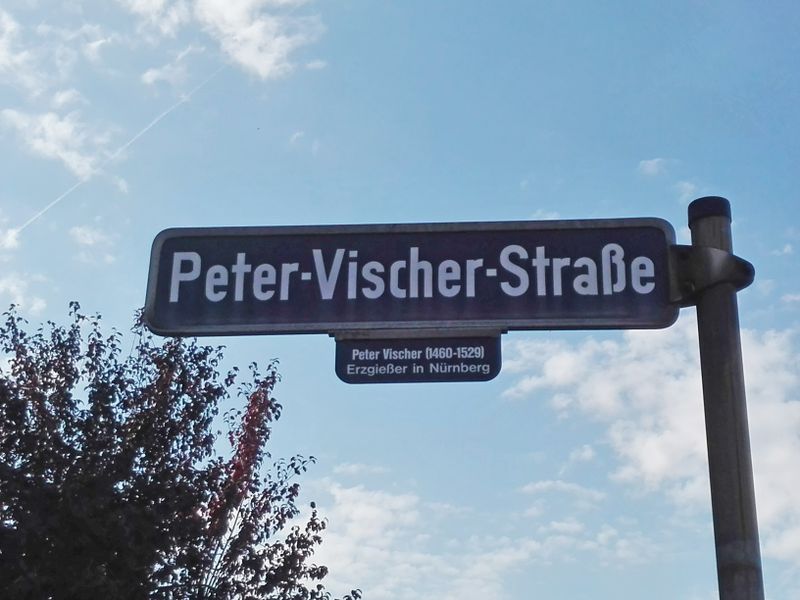 Peter-Vischer-Straße
Peter Vischer (1460-1529)
Erzgießer in Nürnberg